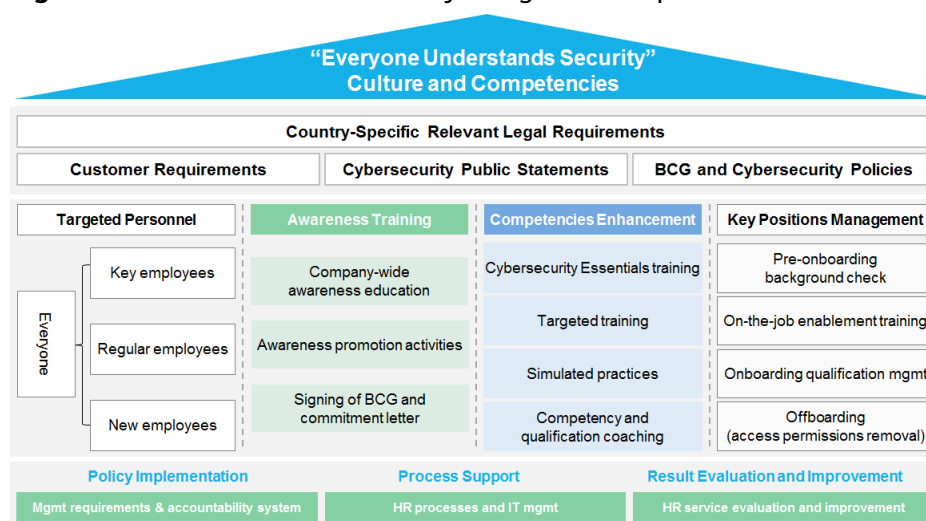 “Everyone Understands Security”
Culture and Competencies
Country-Specific Relevant Legal Requirements
Customer Requirements
Cybersecurity Public Statements
BCG and Cybersecurity Policies
Targeted Personnel
Everyone
Key employees
Regular employees
New employees
Awareness Training
Company-wide
awareness education
Awareness promotion activities
Signing of BCG and
commitment letter
Competencies Enhancement
Cybersecurity Essentials training
Targeted training
Simulated practices
Competency and
qualification coaching
Key Positions Management
Pre-onboarding
background check
On-the-job enablement training
Onboarding qualification mgmt
Offboarding
(access permissions removal)
Policy Implementation
Process Support
Result Evaluation and Improvement
Mgmt requirements & accountability system
HR processes and IT mgmt
HR service evaluation and improvement